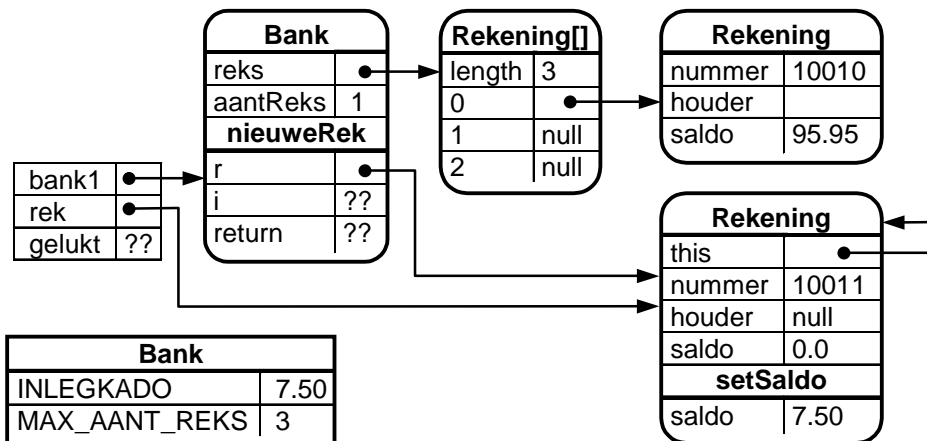 Bank
reks
aantReks 1
nieuweRek
r
i ??
return ??
Rekening[]
length 3
0
1 null
2 null
Rekening
nummer 10010
houder
saldo 95.95
bank1
rek
gelukt ??
Rekening
this
nummer 10011
houder null
saldo 0.0
setSaldo
saldo 7.50
Bank
INLEGKADO 7.50
MAX_AANT_REKS 3